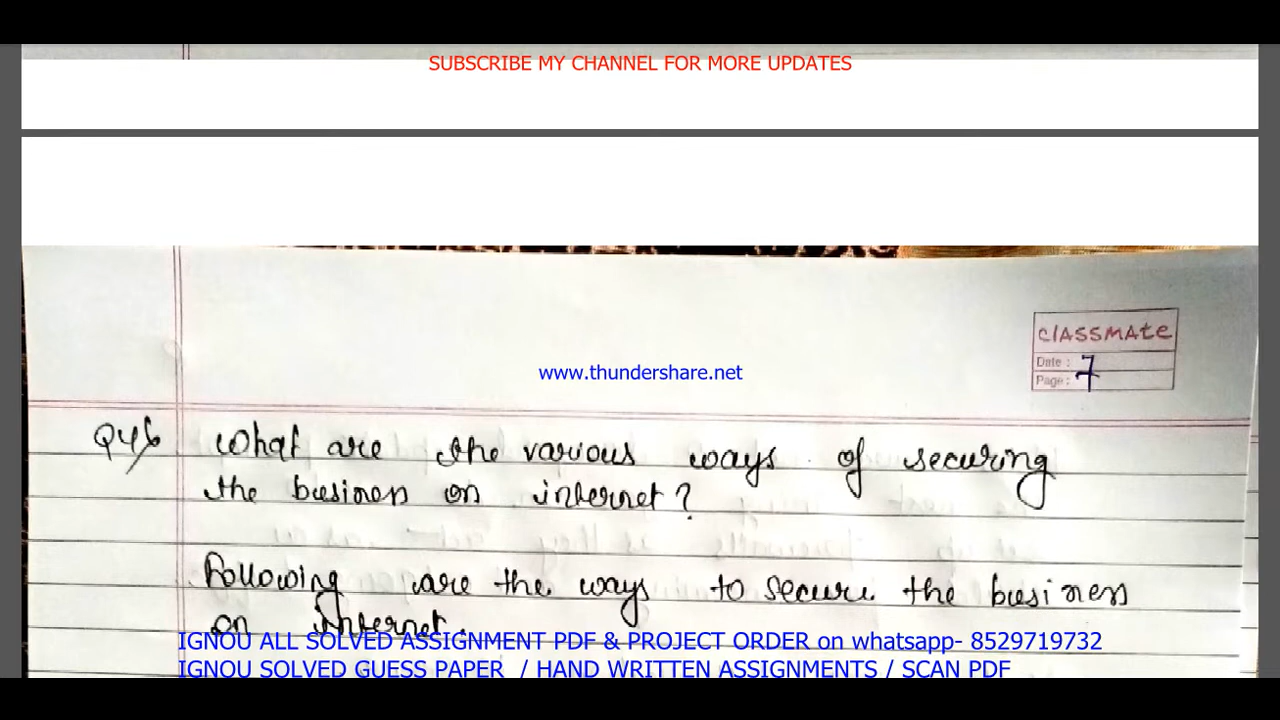 SUBSCRIBE MY CHANNEL FOR MORE UPDATES
CLASSMATE
www.thundershare.net
Date :
Page : 7
What are the various ways of securing
the business on internet?
Following are the ways to secure the business
on internet.
IGNOU ALL SOLVED ASSIGNMENT PDF & PROJECT ORDER on whatsapp- 8529719732
IGNOU SOLVED GUESS PAPER / HAND WRITTEN ASSIGNMENTS / SCAN PDF